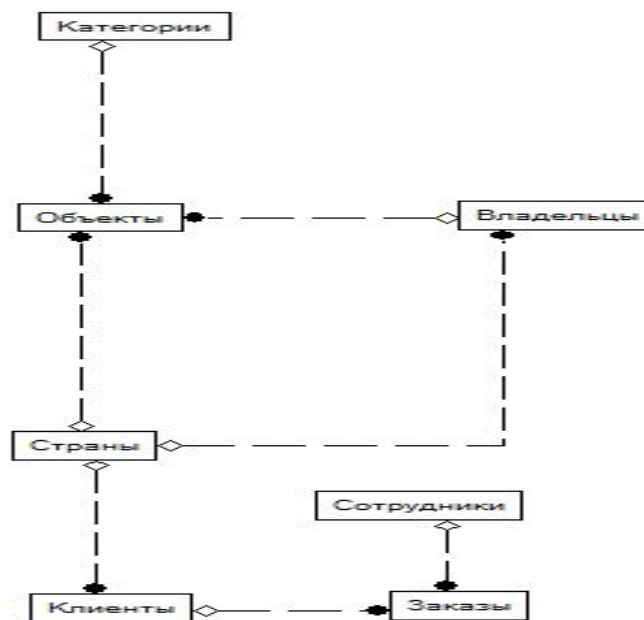 Категории
Объекты
Владельцы
Страны
Сотрудники
Клиенты
Заказы